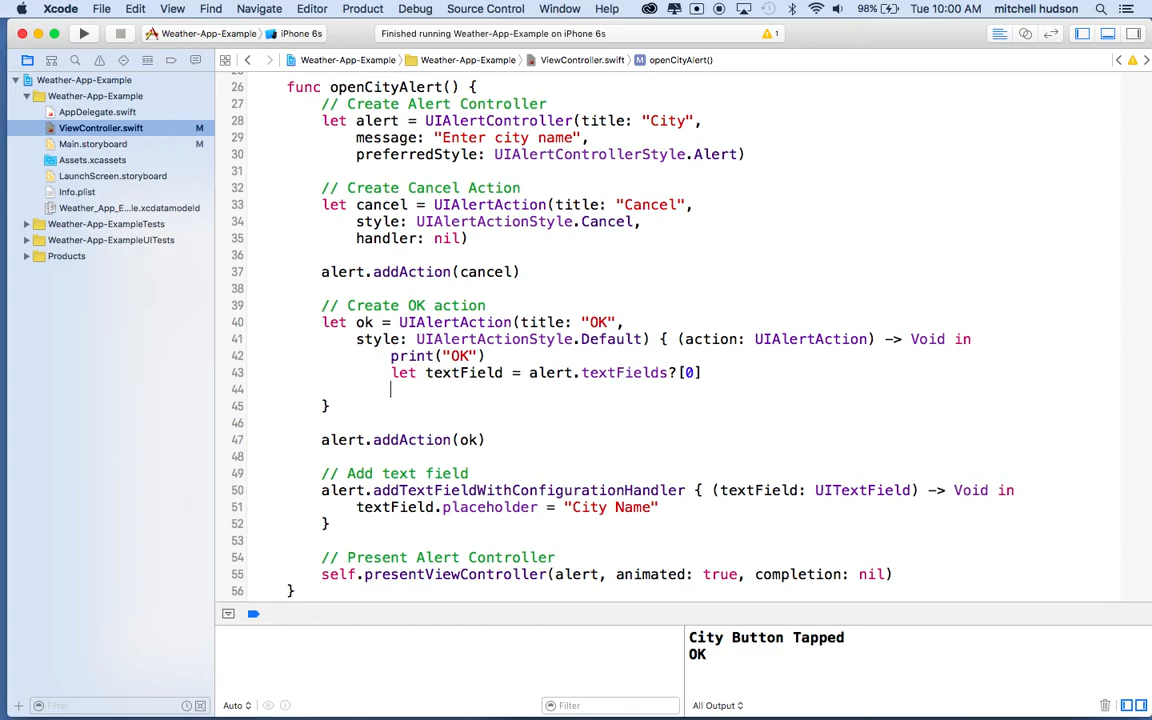 Xcode File Edit View Find Navigate Editor Product Debug Source Control Window Help 98% Tue 10:00 AM mitchell hudson
Weather-App-Example iPhone 6s Finished running Weather-App-Example on iPhone 6s 1
Weather-App-Example Weather-App-Example ViewController.swift M openCityAlert()
Weather-App-Example
Weather-App-Example
AppDelegate.swift
ViewController.swift M
Main.storyboard M
Assets.xcassets
LaunchScreen.storyboard
Info.plist
Weather_App_E...le.xcdatamodeld
Weather-App-ExampleTests
Weather-App-ExampleUITests
Products
26 func openCityAlert() {
27 // Create Alert Controller
28 let alert = UIAlertController(title: "City",
29 message: "Enter city name",
30 preferredStyle: UIAlertControllerStyle.Alert)
31
32 // Create Cancel Action
33 let cancel = UIAlertAction(title: "Cancel",
34 style: UIAlertActionStyle.Cancel,
35 handler: nil)
36
37 alert.addAction(cancel)
38
39 // Create OK action
40 let ok = UIAlertAction(title: "OK",
41 style: UIAlertActionStyle.Default) { (action: UIAlertAction) -> Void in
42 print("OK")
43 let textField = alert.textFields?[0]
44
45 }
46
47 alert.addAction(ok)
48
49 // Add text field
50 alert.addTextFieldWithConfigurationHandler { (textField: UITextField) -> Void in
51 textField.placeholder = "City Name"
52 }
53
54 // Present Alert Controller
55 self.presentViewController(alert, animated: true, completion: nil)
56 }
City Button Tapped
OK
Filter Auto Filter All Output